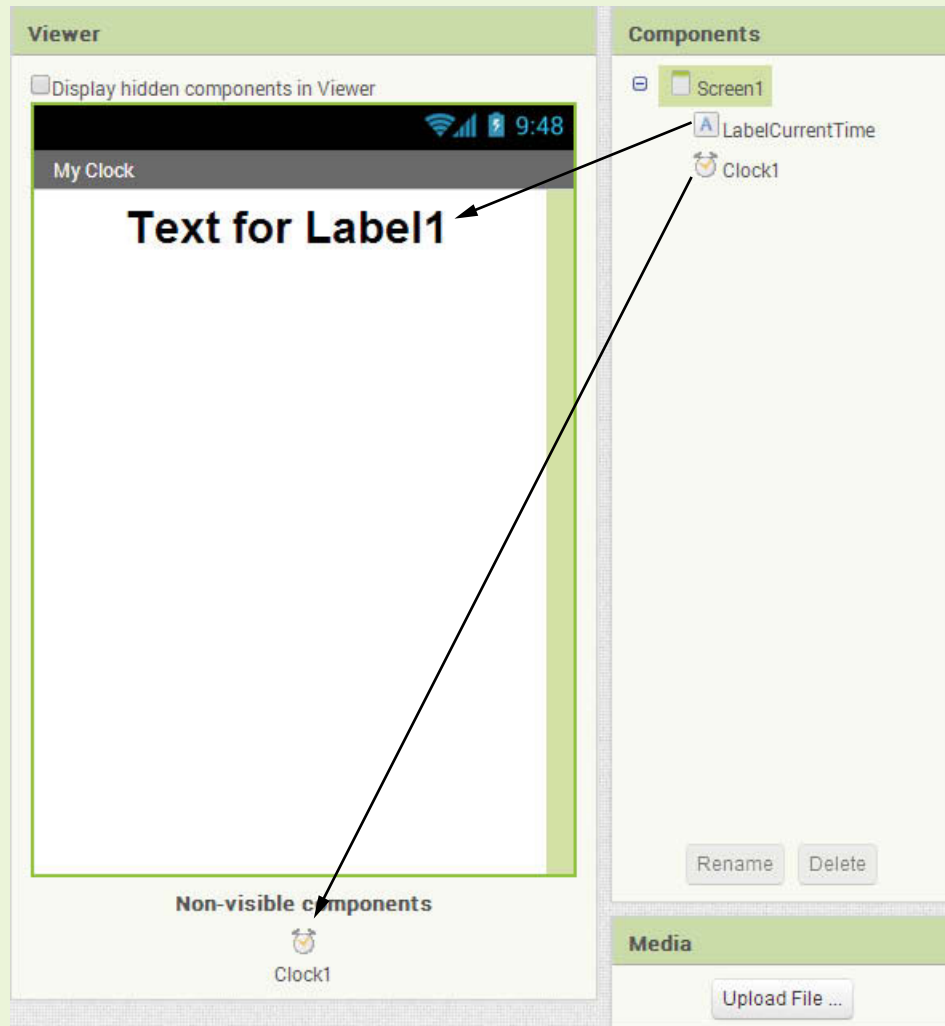 Viewer
Display hidden components in Viewer
9:48
My Clock
Text for Label1
Non-visible components
Clock1
Components
Screen1
LabelCurrentTime
Clock1
Rename Delete
Media
Upload File ...